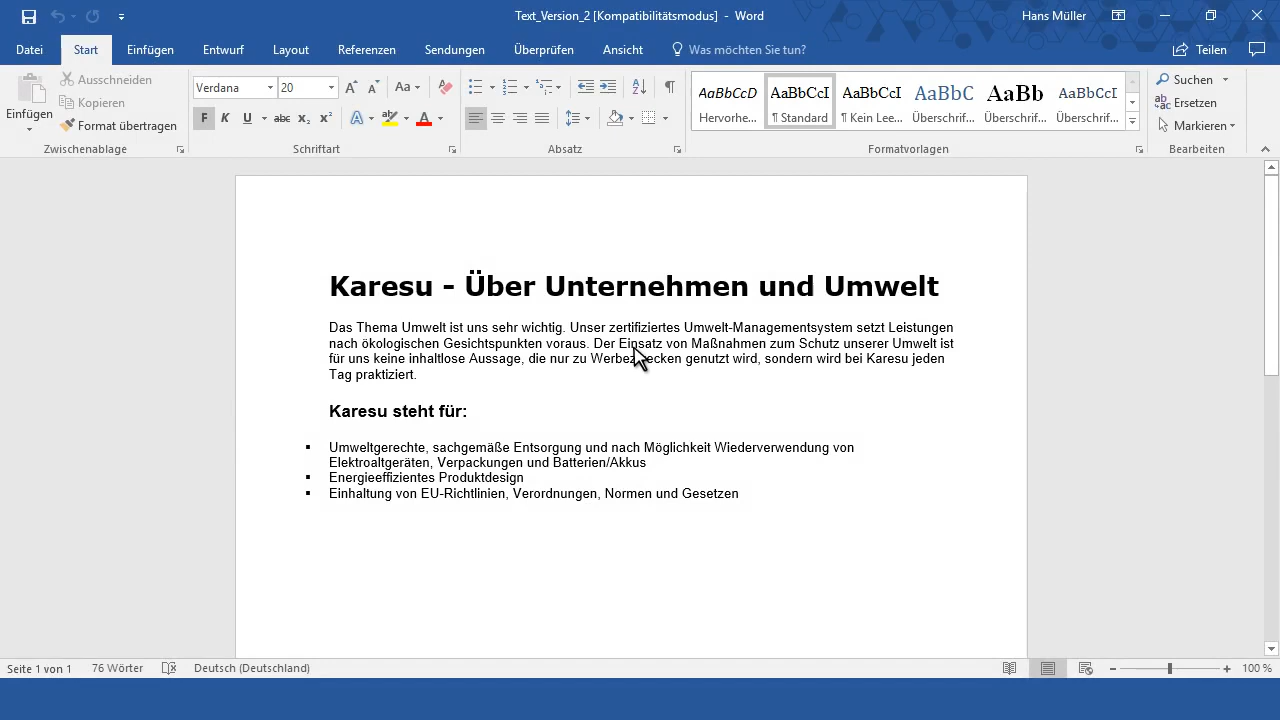 Text_Version_2 [Kompatibilitätsmodus] - Word
Hans Müller
Datei Start Einfügen Entwurf Layout Referenzen Sendungen Überprüfen Ansicht Was möchten Sie tun? Teilen
Einfügen
Ausschneiden
Kopieren
Format übertragen
Zwischenablage
Verdana 20
Aa
F K U abc x₂ x² A A
Schriftart
Absatz
AaBbCcD AaBbCcI AaBbCcI AaBbC AaBb AaBbCcI
Hervorhe... ¶ Standard ¶ Kein Lee... Überschrif... Überschrif... Überschrif...
Formatvorlagen
Suchen
Ersetzen
Markieren
Bearbeiten
Karesu - Über Unternehmen und Umwelt
Das Thema Umwelt ist uns sehr wichtig. Unser zertifiziertes Umwelt-Managementsystem setzt Leistungen
nach ökologischen Gesichtspunkten voraus. Der Einsatz von Maßnahmen zum Schutz unserer Umwelt ist
für uns keine inhaltlose Aussage, die nur zu Werbezwecken genutzt wird, sondern wird bei Karesu jeden
Tag praktiziert.
Karesu steht für:
▪ Umweltgerechte, sachgemäße Entsorgung und nach Möglichkeit Wiederverwendung von
Elektroaltgeräten, Verpackungen und Batterien/Akkus
▪ Energieeffizientes Produktdesign
▪ Einhaltung von EU-Richtlinien, Verordnungen, Normen und Gesetzen
Seite 1 von 1 76 Wörter Deutsch (Deutschland) 100 %